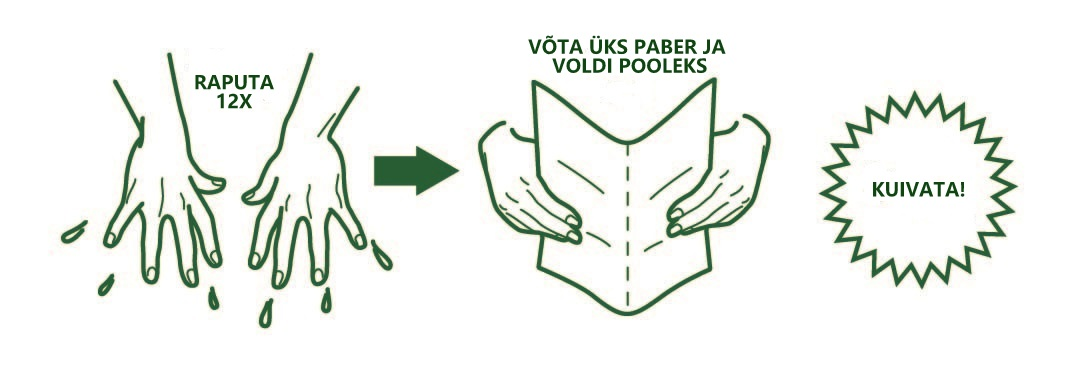 RAPUTA
12X
VÕTA ÜKS PABER JA
VOLDI POOLEKS
KUIVATA!